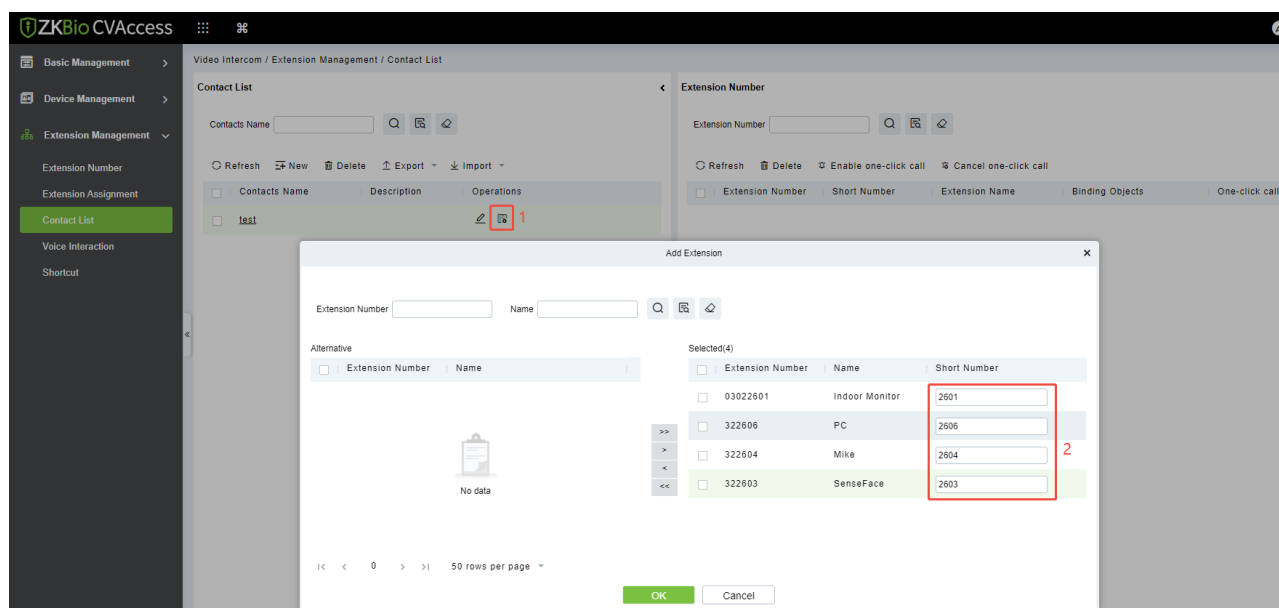 ZKBio CVAccess
Basic Management
Device Management
Extension Management
Extension Number
Extension Assignment
Contact List
Voice Interaction
Shortcut
Video Intercom / Extension Management / Contact List
Contact List
Contacts Name
Refresh New Delete Export Import
Contacts Name Description Operations
test 1
Extension Number
Extension Number
Refresh Delete Enable one-click call Cancel one-click call
Extension Number Short Number Extension Name Binding Objects One-click call
Add Extension
Extension Number Name
Alternative
Extension Number Name
No data
0 50 rows per page
Selected(4)
Extension Number Name Short Number
03022601 Indoor Monitor 2601
322606 PC 2606
322604 Mike 2604
322603 SenseFace 2603
2
OK Cancel